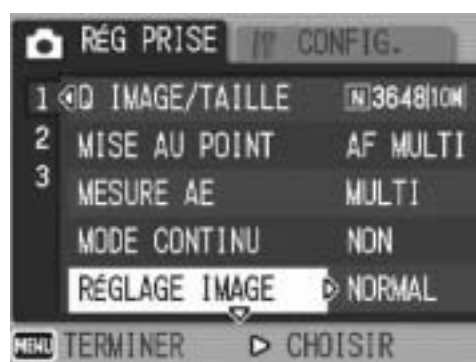 RÉG PRISE CONFIG.
1 Q IMAGE/TAILLE N 3648 10M
2 MISE AU POINT AF MULTI
3 MESURE AE MULTI
MODE CONTINU NON
RÉGLAGE IMAGE NORMAL
MENU TERMINER CHOISIR